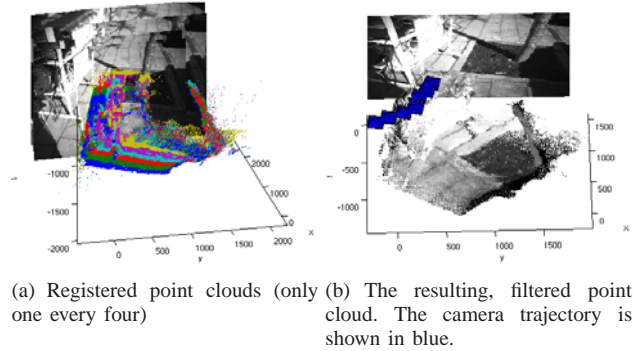 -1000
-1500
-2000
0
500
1000
1500
2000
0
1000
2000
y
x
0
-500
-1000
0
500
1000
1500
0
500
1000
1500
y
x
(a) Registered point clouds (only
one every four)
(b) The resulting, filtered point
cloud. The camera trajectory is
shown in blue.